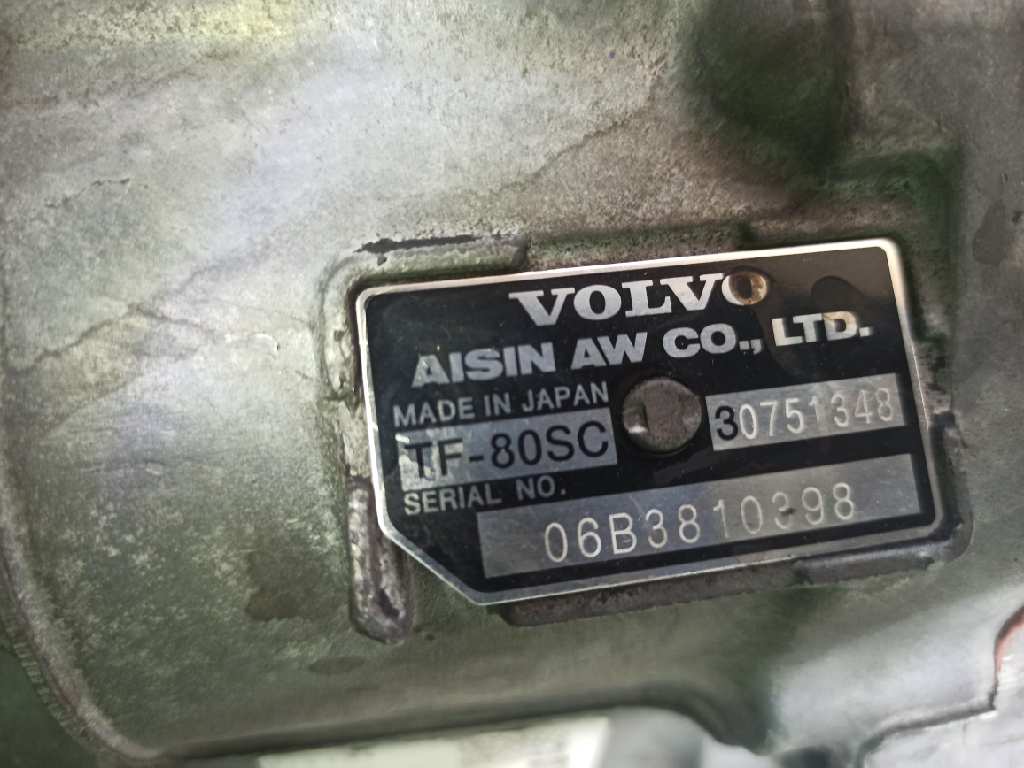 VOLVO
AISIN AW CO., LTD.
MADE IN JAPAN
TF-80SC 30751348
SERIAL NO.
06B3810398